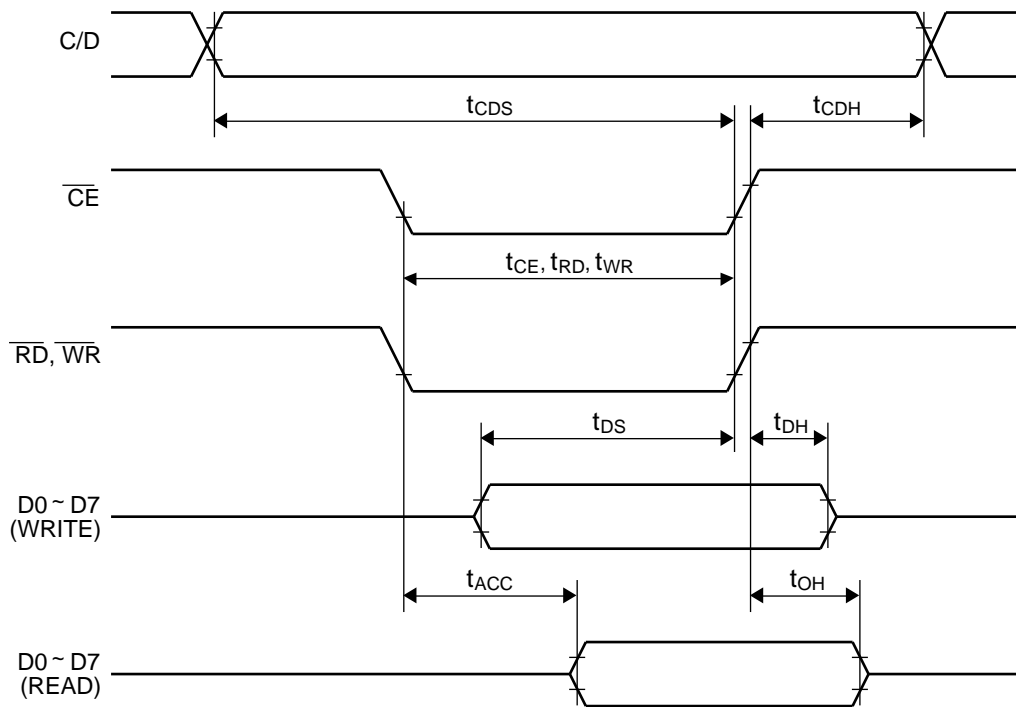 C/D
tCDS
tCDH
CE
tCE, tRD, tWR
RD, WR
tDS
tDH
D0 ~ D7
(WRITE)
tACC
tOH
D0 ~ D7
(READ)